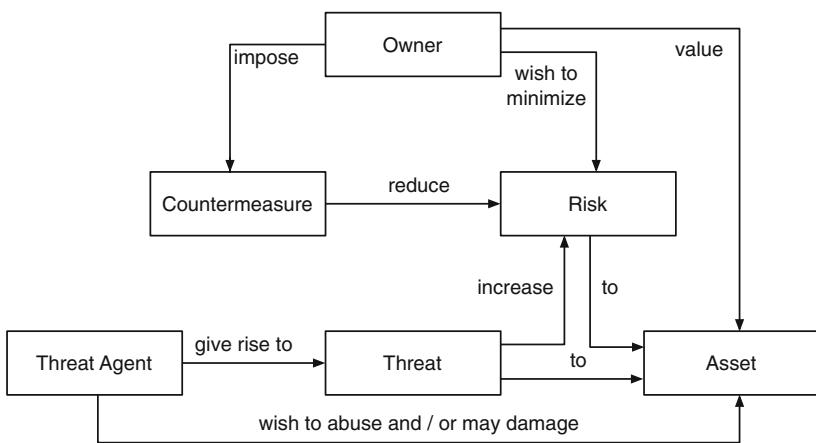 Owner
impose
value
wish to
minimize
reduce
Countermeasure
Risk
increase
to
give rise to
Threat Agent
Threat
to
Asset
wish to abuse and / or may damage